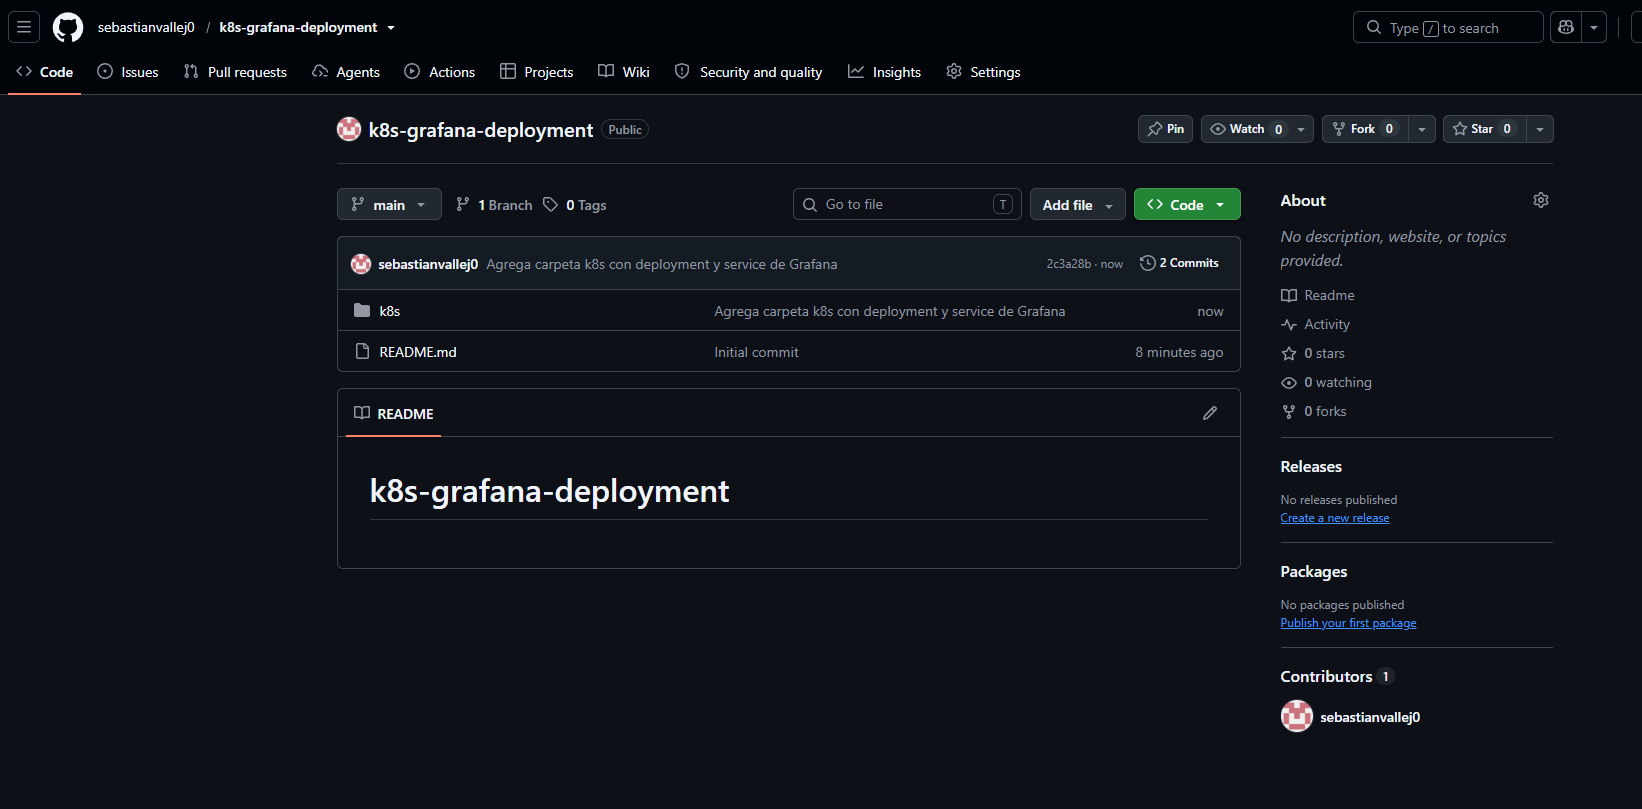 sebastianvallej0 / k8s-grafana-deployment
Type / to search
Code Issues Pull requests Agents Actions Projects Wiki Security and quality Insights Settings
k8s-grafana-deployment Public
Pin Watch 0 Fork 0 Star 0
main 1 Branch 0 Tags Go to file T Add file Code
sebastianvallej0 Agrega carpeta k8s con deployment y service de Grafana 2c3a28b · now 2 Commits
k8s Agrega carpeta k8s con deployment y service de Grafana now
README.md Initial commit 8 minutes ago
README
k8s-grafana-deployment
About
No description, website, or topics
provided.
Readme
Activity
0 stars
0 watching
0 forks
Releases
No releases published
Create a new release
Packages
No packages published
Publish your first package
Contributors 1
sebastianvallej0